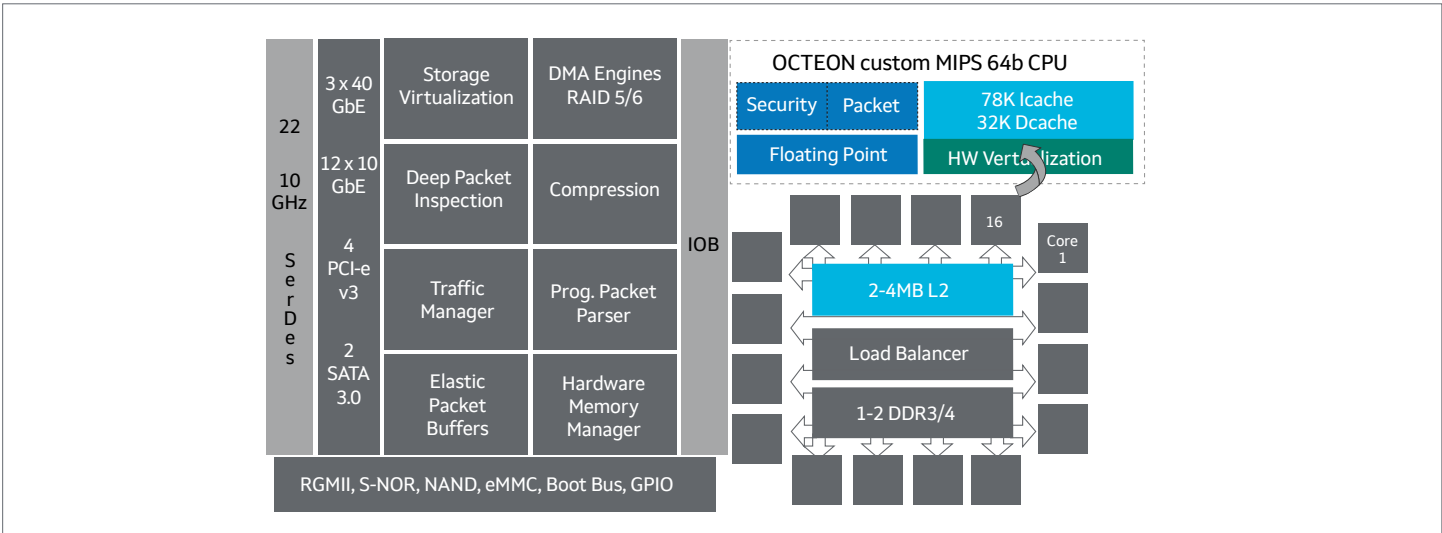 22
10
GHz
S
e
r
D
e
s
3 x 40
GbE
12 x 10
GbE
4
PCI-e
v3
2
SATA
3.0
Storage
Virtualization
DMA Engines
RAID 5/6
Deep Packet
Inspection
Compression
Traffic
Manager
Prog. Packet
Parser
Elastic
Packet
Buffers
Hardware
Memory
Manager
IOB
RGMII, S-NOR, NAND, eMMC, Boot Bus, GPIO
OCTEON custom MIPS 64b CPU
Security
Packet
78K Icache
32K Dcache
Floating Point
HW Vertualization
16
Core
1
2-4MB L2
Load Balancer
1-2 DDR3/4